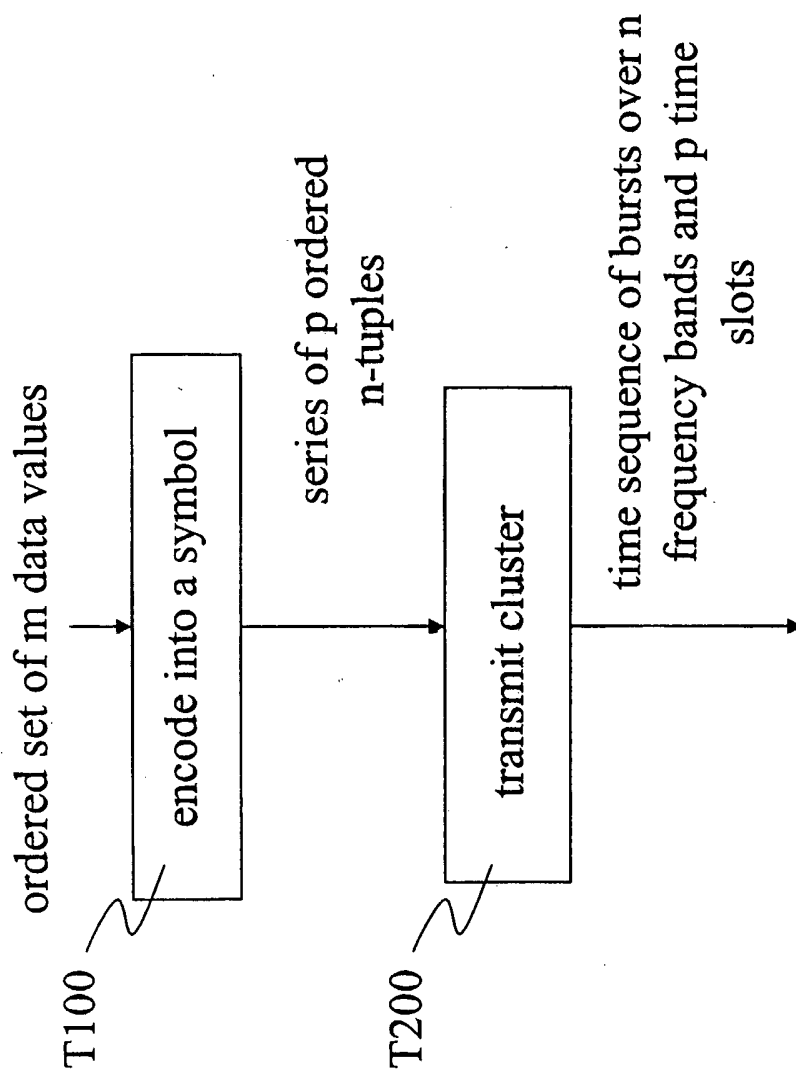 ordered set of m data values
T100
encode into a symbol
series of p ordered
n-tuples
T200
transmit cluster
time sequence of bursts over n
frequency bands and p time
slots